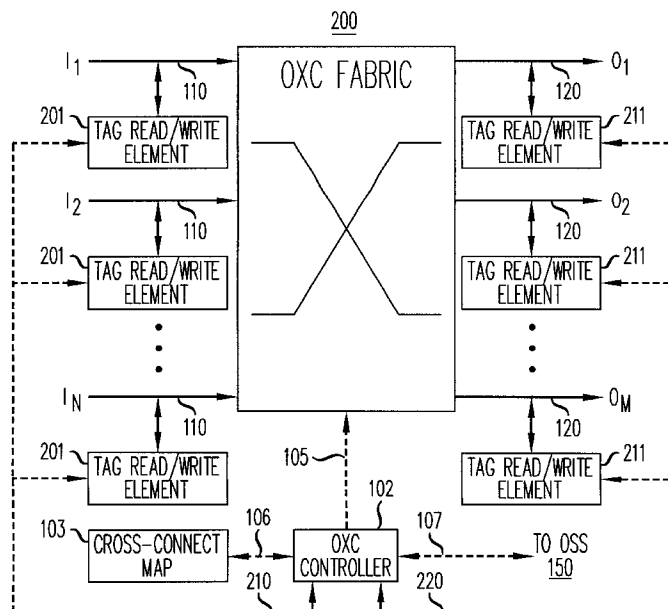 200
I1
110
OXC FABRIC
120
O1
201
TAG READ/WRITE
ELEMENT
211
TAG READ/WRITE
ELEMENT
I2
110
120
O2
201
TAG READ/WRITE
ELEMENT
211
TAG READ/WRITE
ELEMENT
IN
110
120
OM
201
TAG READ/WRITE
ELEMENT
105
211
TAG READ/WRITE
ELEMENT
103
CROSS-CONNECT
MAP
106
102
OXC
CONTROLLER
107
TO OSS
150
210
220